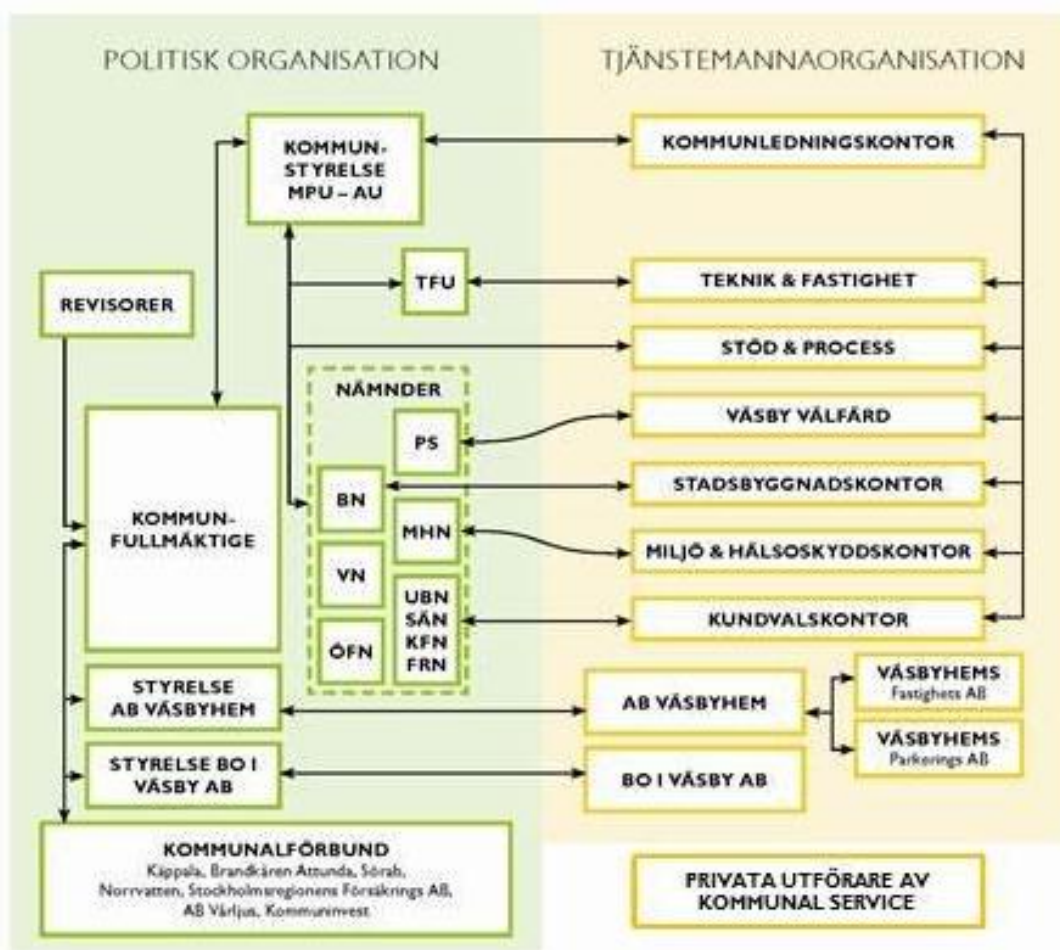 POLITISK ORGANISATION
TJÄNSTEMANNAORGANISATION
KOMMUN-
STYRELSE
MPU – AU
KOMMUNLEDNINGSKONTOR
REVISORER
TFU
TEKNIK & FASTIGHET
STÖD & PROCESS
NÄMNDER
PS
VÄSBY VÄLFÄRD
BN
STADSBYGGNADSKONTOR
KOMMUN-
FULLMÄKTIGE
MHN
MILJÖ & HÄLSOSKYDDSKONTOR
VN
UBN
SÄN
KFN
FRN
KUNDVALSKONTOR
ÖFN
STYRELSE
AB VÄSBYHEM
AB VÄSBYHEM
VÄSBYHEMS
Fastighets AB
VÄSBYHEMS
Parkerings AB
STYRELSE BO I
VÄSBY AB
BO I VÄSBY AB
KOMMUNALFÖRBUND
Käppala, Brandkåren Attunda, Sörab,
Norrvatten, Stockholmsregionens Försäkrings AB,
AB Vårljus, Kommuninvest
PRIVATA UTFÖRARE AV
KOMMUNAL SERVICE